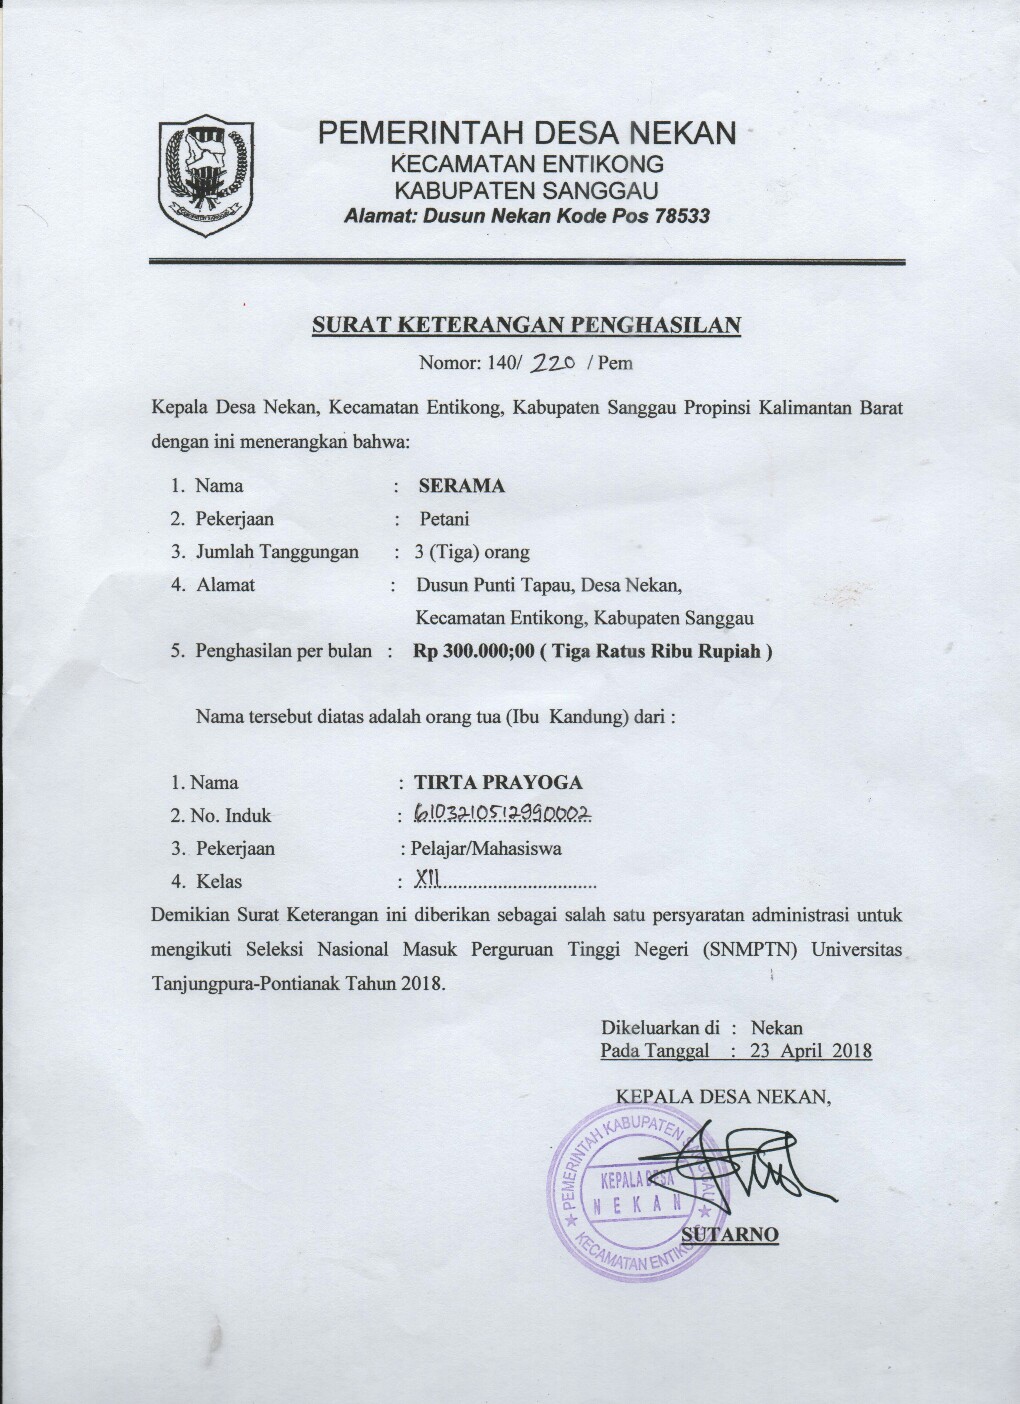 PEMERINTAH DESA NEKAN
KECAMATAN ENTIKONG
KABUPATEN SANGGAU
Alamat: Dusun Nekan Kode Pos 78533
SURAT KETERANGAN PENGHASILAN
Nomor: 140/ 220 / Pem
Kepala Desa Nekan, Kecamatan Entikong, Kabupaten Sanggau Propinsi Kalimantan Barat
dengan ini menerangkan bahwa:
1. Nama : SERAMA
2. Pekerjaan : Petani
3. Jumlah Tanggungan : 3 (Tiga) orang
4. Alamat : Dusun Punti Tapau, Desa Nekan,
Kecamatan Entikong, Kabupaten Sanggau
5. Penghasilan per bulan : Rp 300.000;00 ( Tiga Ratus Ribu Rupiah )
Nama tersebut diatas adalah orang tua (Ibu Kandung) dari :
1. Nama : TIRTA PRAYOGA
2. No. Induk : 6103210512990002
3. Pekerjaan : Pelajar/Mahasiswa
4. Kelas : XII
Demikian Surat Keterangan ini diberikan sebagai salah satu persyaratan administrasi untuk
mengikuti Seleksi Nasional Masuk Perguruan Tinggi Negeri (SNMPTN) Universitas
Tanjungpura-Pontianak Tahun 2018.
Dikeluarkan di : Nekan
Pada Tanggal : 23 April 2018
KEPALA DESA NEKAN,
PEMERINTAH KABUPATEN SANGGAU
KEPALA DESA
NEKAN
KECAMATAN ENTIKONG
SUTARNO